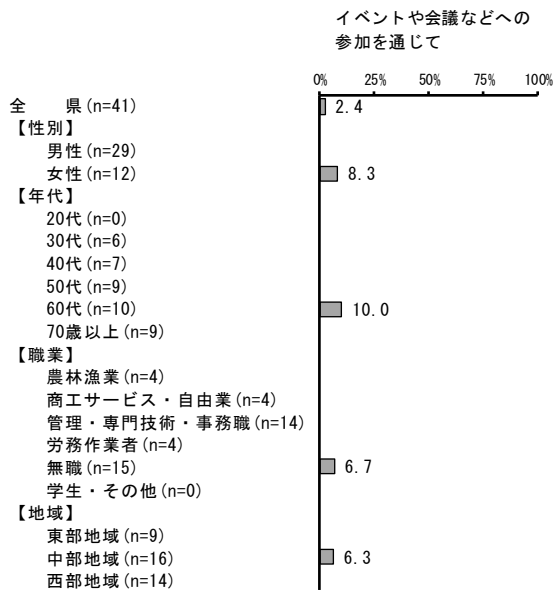 イベントや会議などへの
参加を通じて
0% 25% 50% 75% 100%
全　　県(n=41) 2.4
【性別】
男性(n=29)
女性(n=12) 8.3
【年代】
20代(n=0)
30代(n=6)
40代(n=7)
50代(n=9)
60代(n=10) 10.0
70歳以上(n=9)
【職業】
農林漁業(n=4)
商工サービス・自由業(n=4)
管理・専門技術・事務職(n=14)
労務作業者(n=4)
無職(n=15) 6.7
学生・その他(n=0)
【地域】
東部地域(n=9)
中部地域(n=16) 6.3
西部地域(n=14)